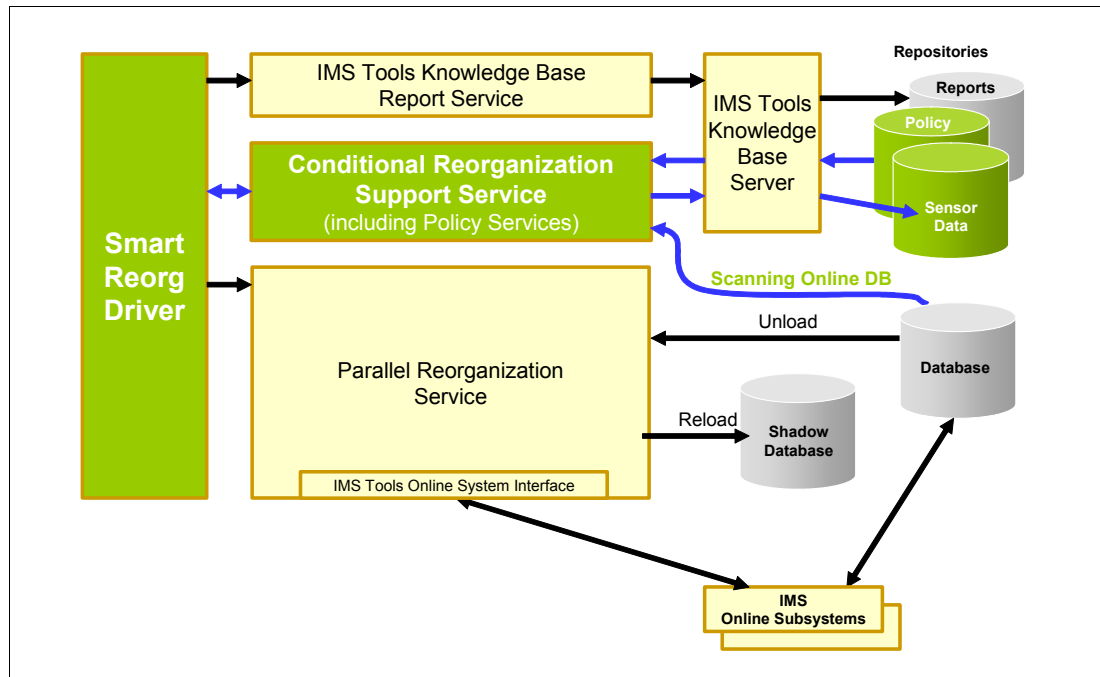 Repositories
IMS Tools Knowledge Base
Report Service
IMS Tools
Knowledge
Base
Server
Reports
Policy
Sensor
Data
Conditional Reorganization
Support Service
(including Policy Services)
Smart
Reorg
Driver
Scanning Online DB
Unload
Database
Parallel Reorganization
Service
Reload
Shadow
Database
IMS Tools Online System Interface
IMS
Online Subsystems